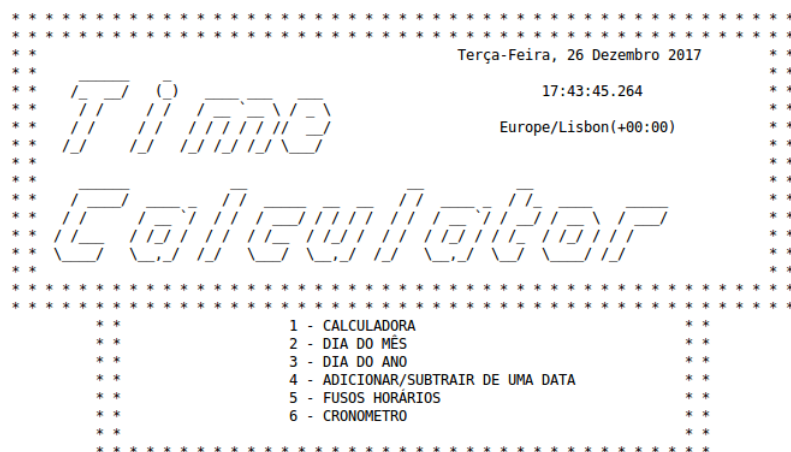 Terça-Feira, 26 Dezembro 2017
17:43:45.264
Europe/Lisbon(+00:00)
Time
Calculator
1 - CALCULADORA
2 - DIA DO MÊS
3 - DIA DO ANO
4 - ADICIONAR/SUBTRAIR DE UMA DATA
5 - FUSOS HORÁRIOS
6 - CRONOMETRO